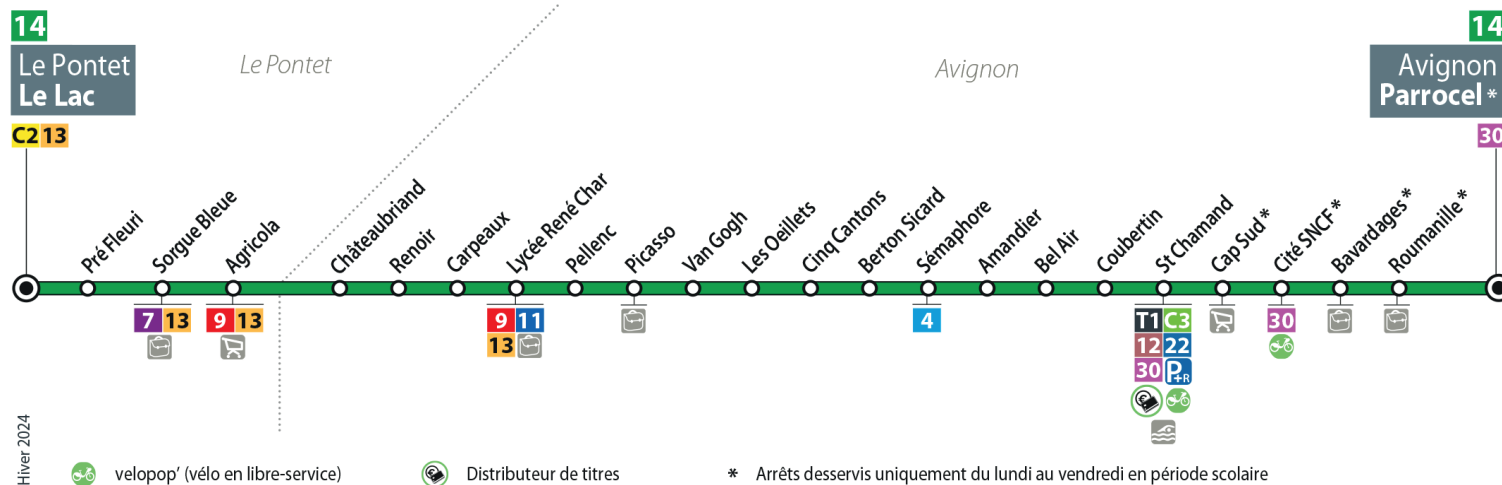 14
Le Pontet
Le Lac
C2 13
Le Pontet
Avignon
14
Avignon
Parrocel *
30
Pré Fleuri
Sorgue Bleue
Agricola
Châteaubriand
Renoir
Carpeaux
Lycée René Char
Pellenc
Picasso
Van Gogh
Les Oeillets
Cinq Cantons
Berton Sicard
Sémaphore
Amandier
Bel Air
Coubertin
St Chamand
Cap Sud *
Cité SNCF *
Bavardages *
Roumanille *
7 13
9 13
9 11
13
4
T1 C3
12 22
30 P+R
30
Hiver 2024
velopop' (vélo en libre-service)
Distributeur de titres
* Arrêts desservis uniquement du lundi au vendredi en période scolaire